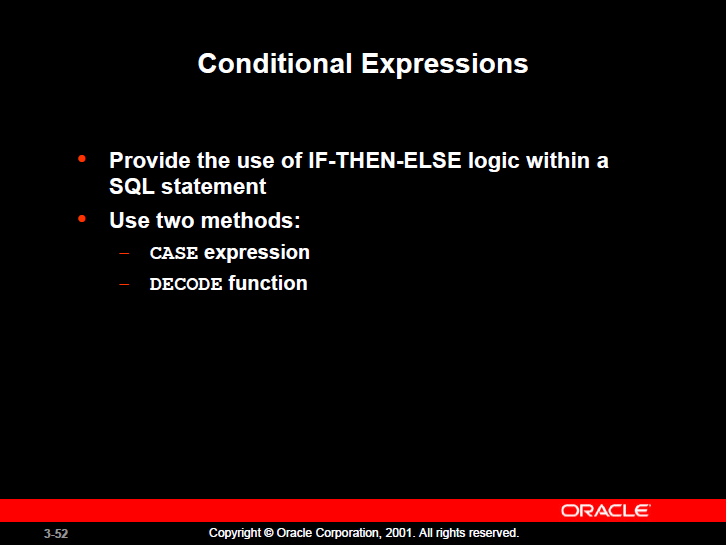 Conditional Expressions
• Provide the use of IF-THEN-ELSE logic within a
SQL statement
• Use two methods:
– CASE expression
– DECODE function
ORACLE
3-52
Copyright © Oracle Corporation, 2001. All rights reserved.